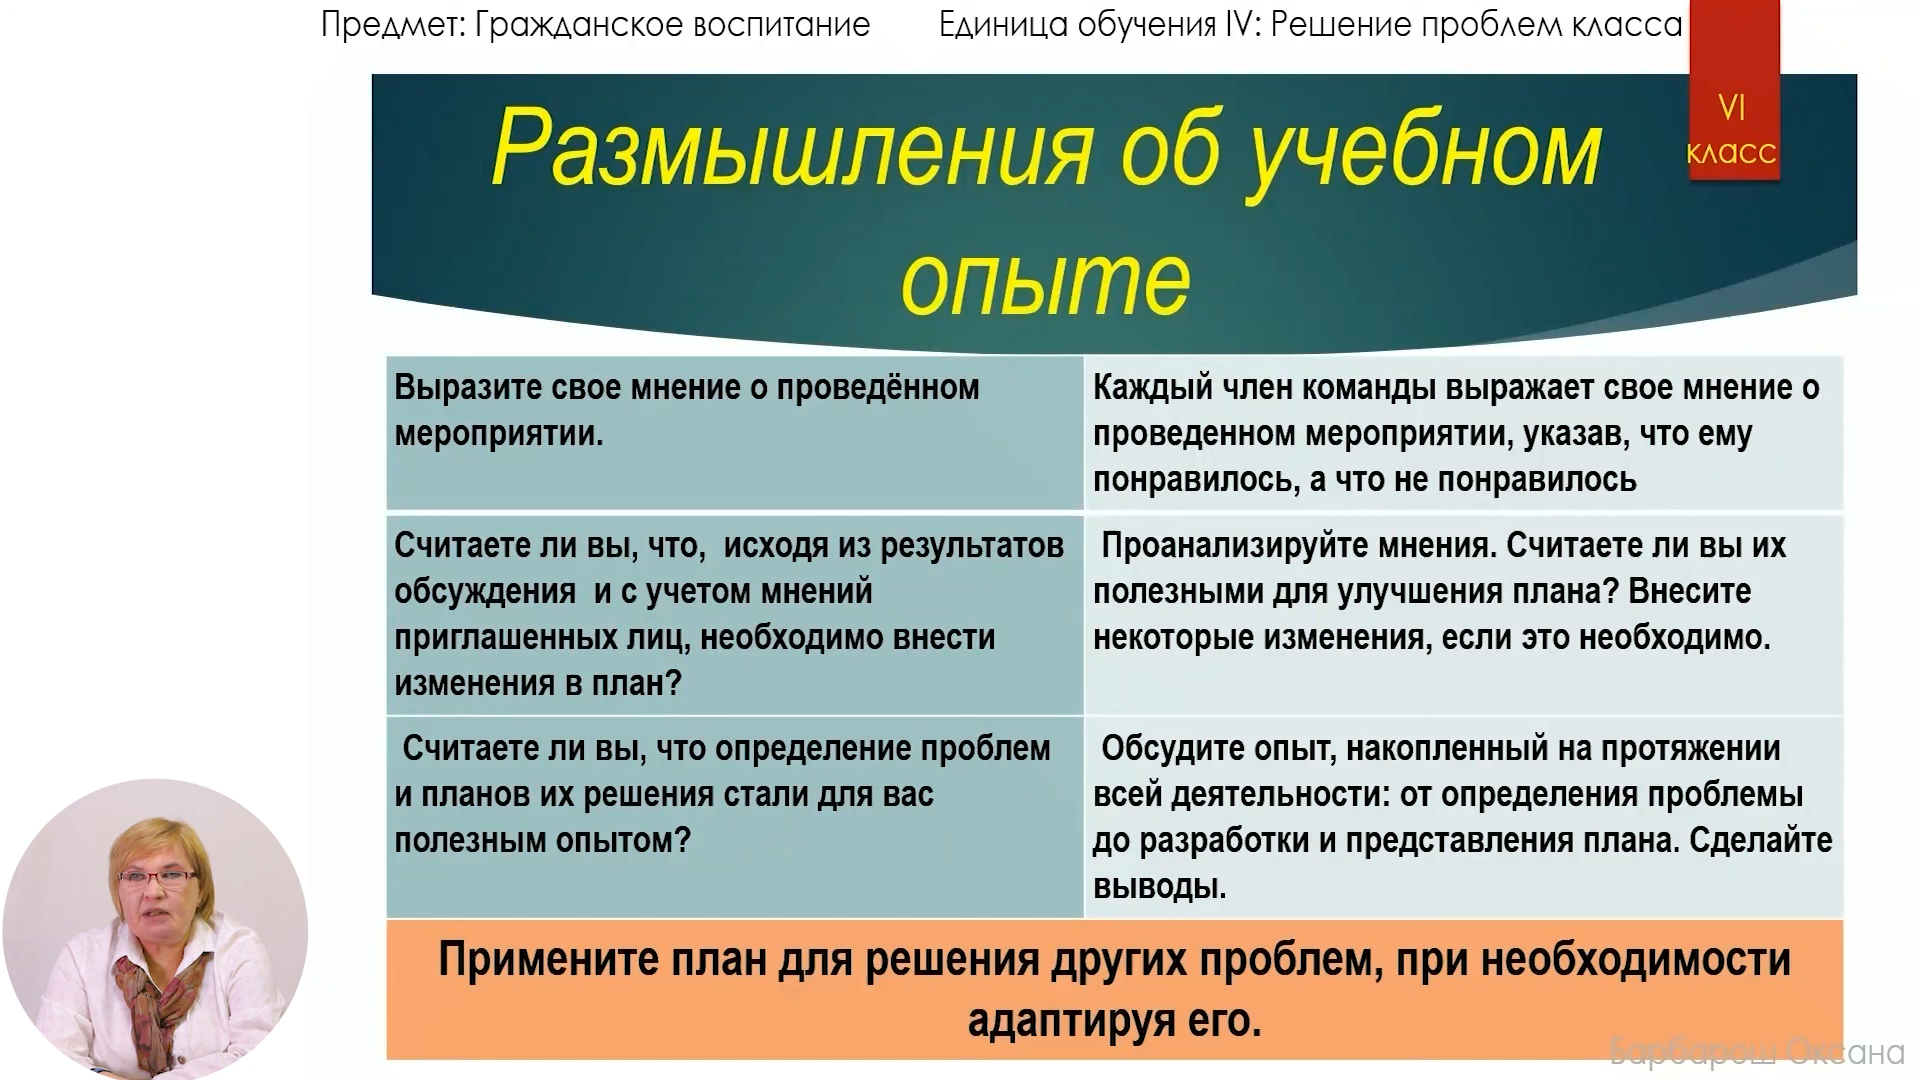 Предмет: Гражданское воспитание Единица обучения IV: Решение проблем класса
VI
класс
Размышления об учебном
опыте
Выразите свое мнение о проведённом
мероприятии.
Каждый член команды выражает свое мнение о
проведенном мероприятии, указав, что ему
понравилось, а что не понравилось
Считаете ли вы, что, исходя из результатов
обсуждения и с учетом мнений
приглашенных лиц, необходимо внести
изменения в план?
Проанализируйте мнения. Считаете ли вы их
полезными для улучшения плана? Внесите
некоторые изменения, если это необходимо.
Считаете ли вы, что определение проблем
и планов их решения стали для вас
полезным опытом?
Обсудите опыт, накопленный на протяжении
всей деятельности: от определения проблемы
до разработки и представления плана. Сделайте
выводы.
Примените план для решения других проблем, при необходимости
адаптируя его.
Барбарош Оксана